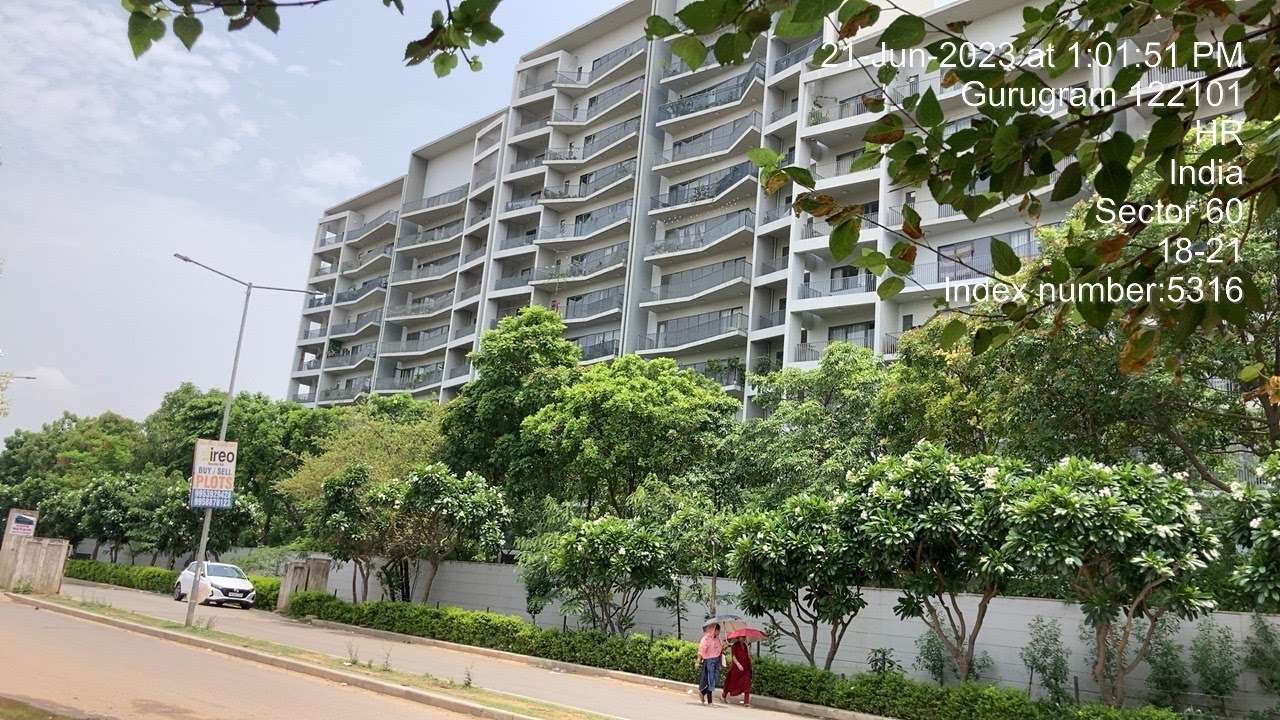 21 Jun 2023 at 1:01:51 PM
Gurugram 122101
HR
India
Sector 60
18-21
Index number:5316
ireo
BUY / SELL
PLOTS